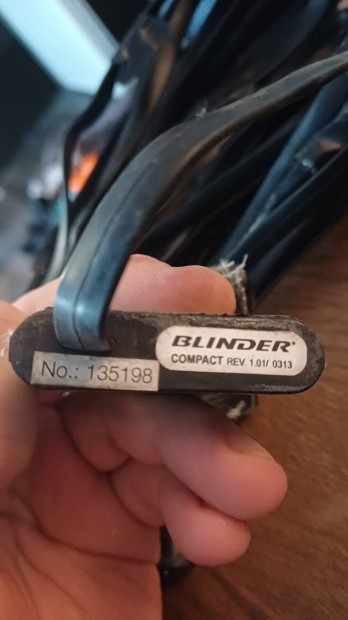 BLINDER
COMPACT REV. 1.01/ 0313
No.: 135198